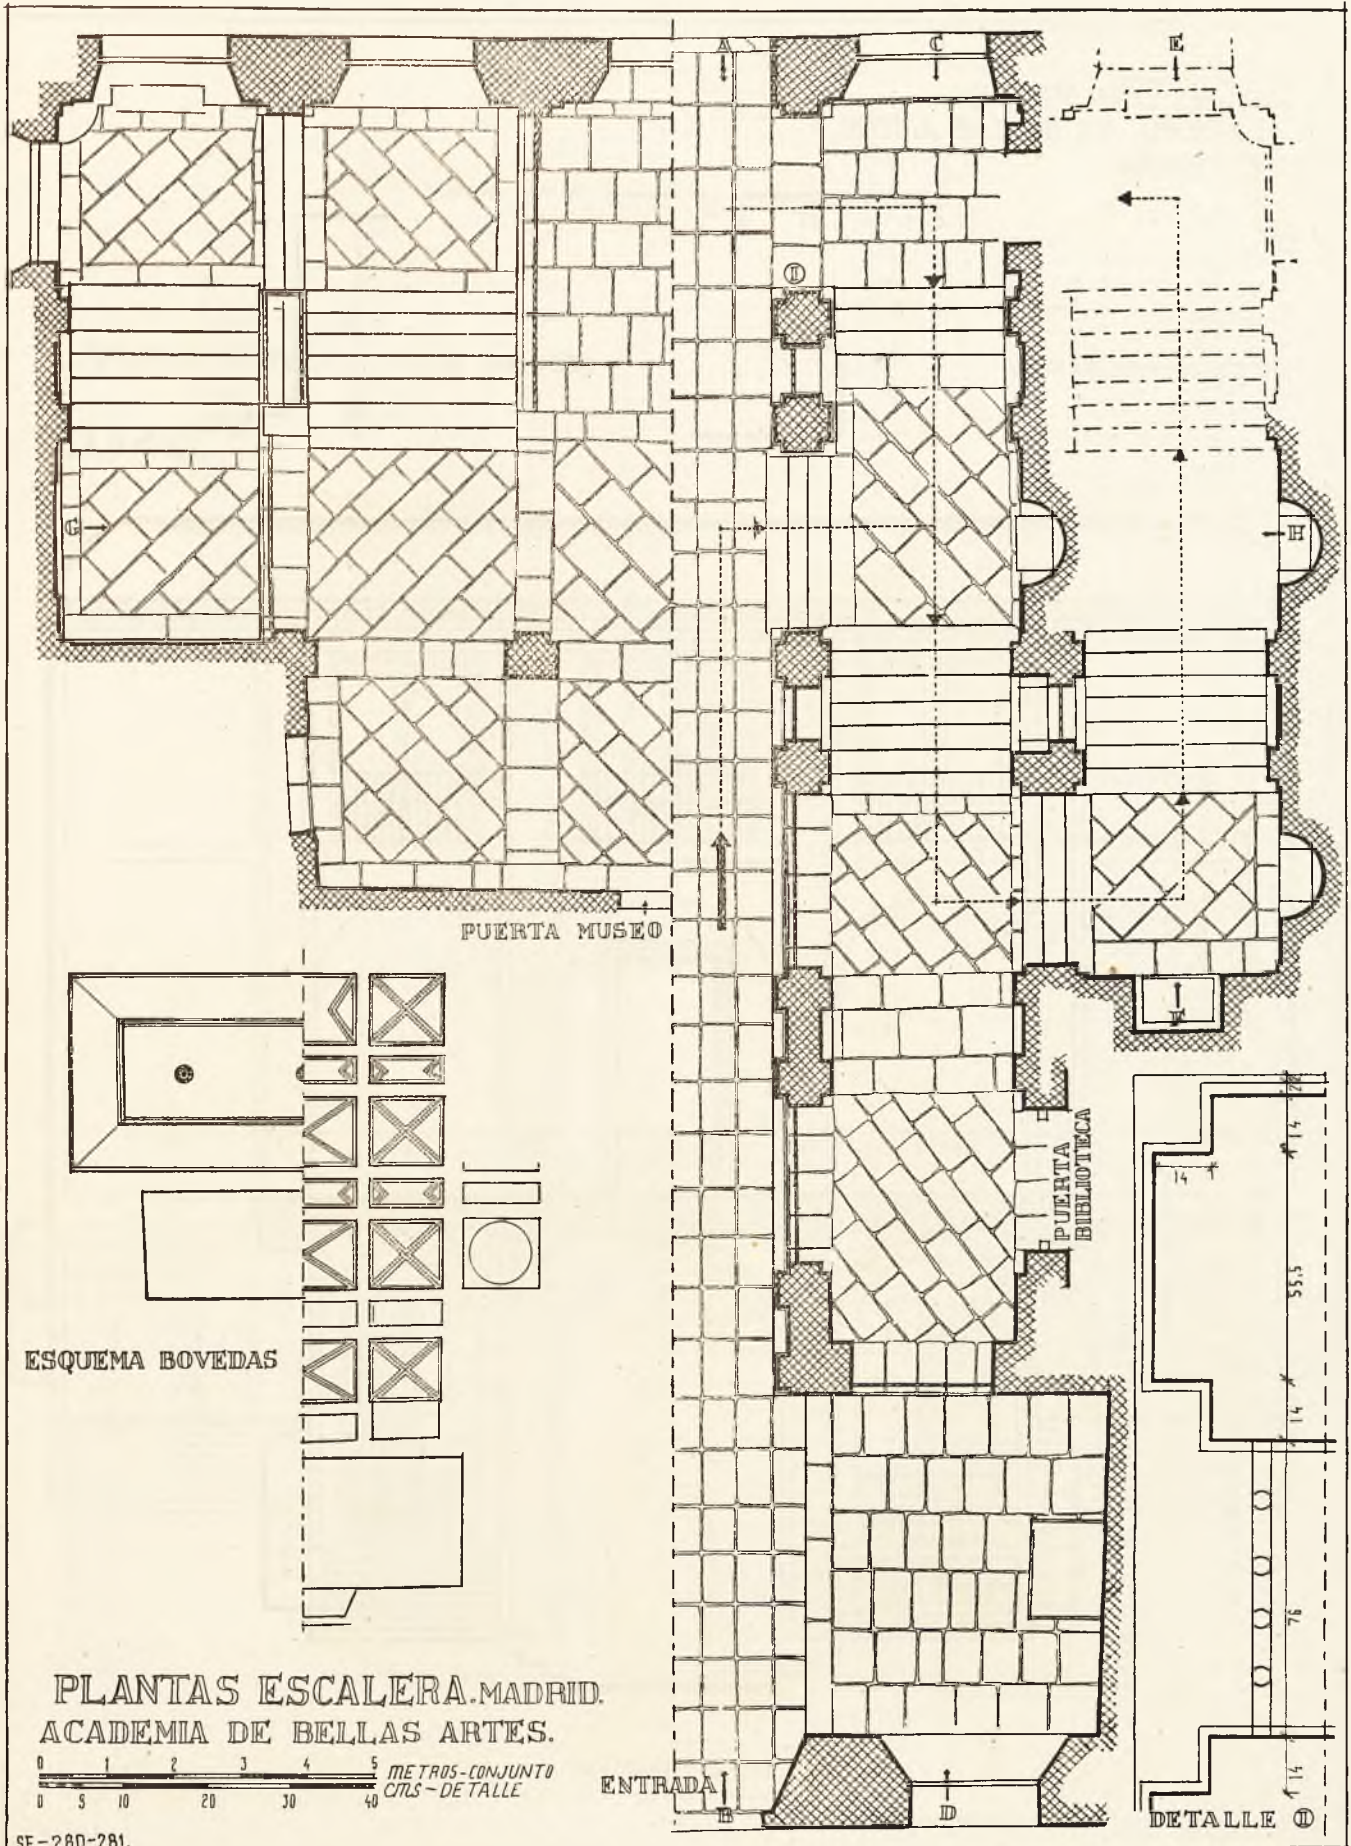 A
C
E
I
G
H
PUERTA MUSEO
F
PUERTA
BIBLIOTECA
22
14
14
55.5
14
76
14
ESQUEMA BOVEDAS
PLANTAS ESCALERA. MADRID.
ACADEMIA DE BELLAS ARTES.
0 1 2 3 4 5 METROS-CONJUNTO
0 5 10 20 30 40 CMS-DETALLE
ENTRADA
B
D
DETALLE I
SE-280-281.